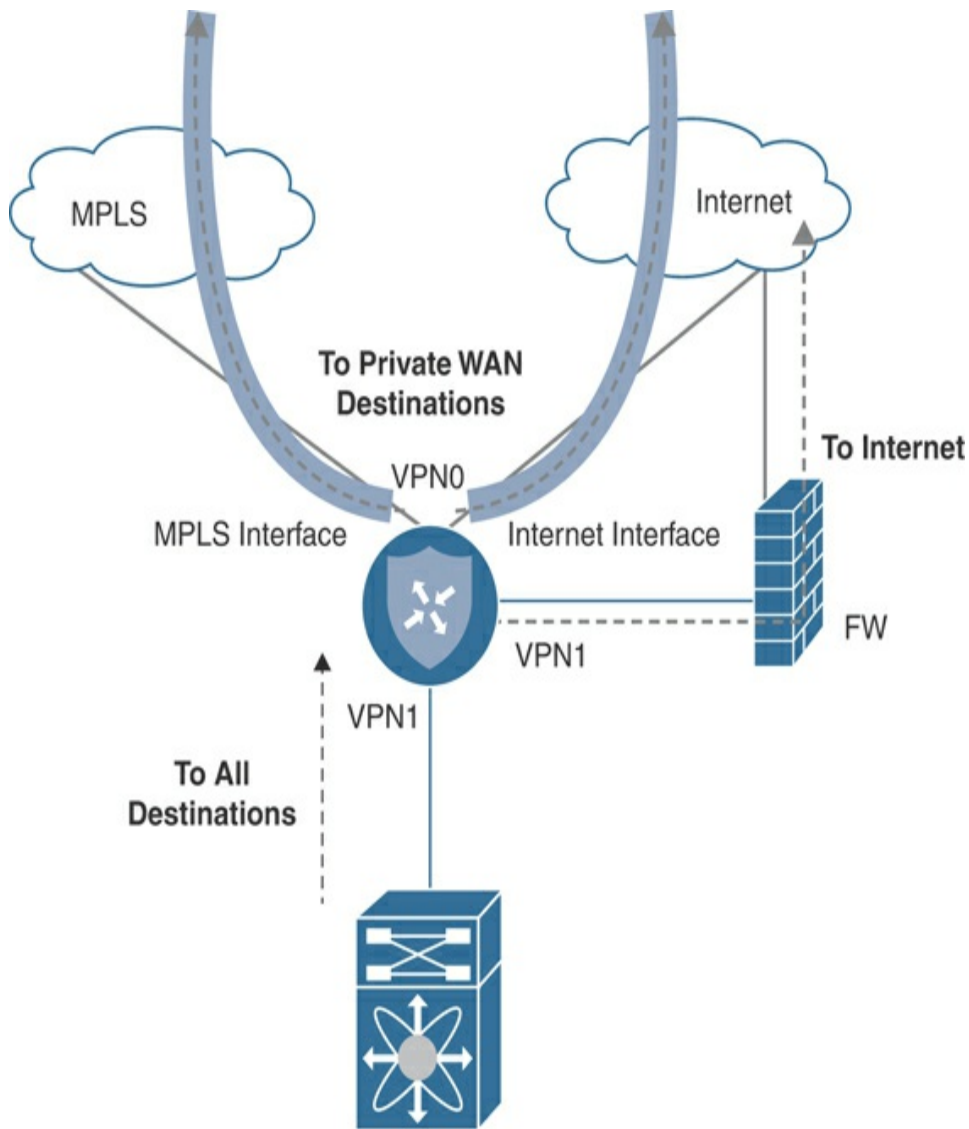 MPLS
Internet
To Private WAN
Destinations
To Internet
VPN0
MPLS Interface
Internet Interface
FW
VPN1
VPN1
To All
Destinations